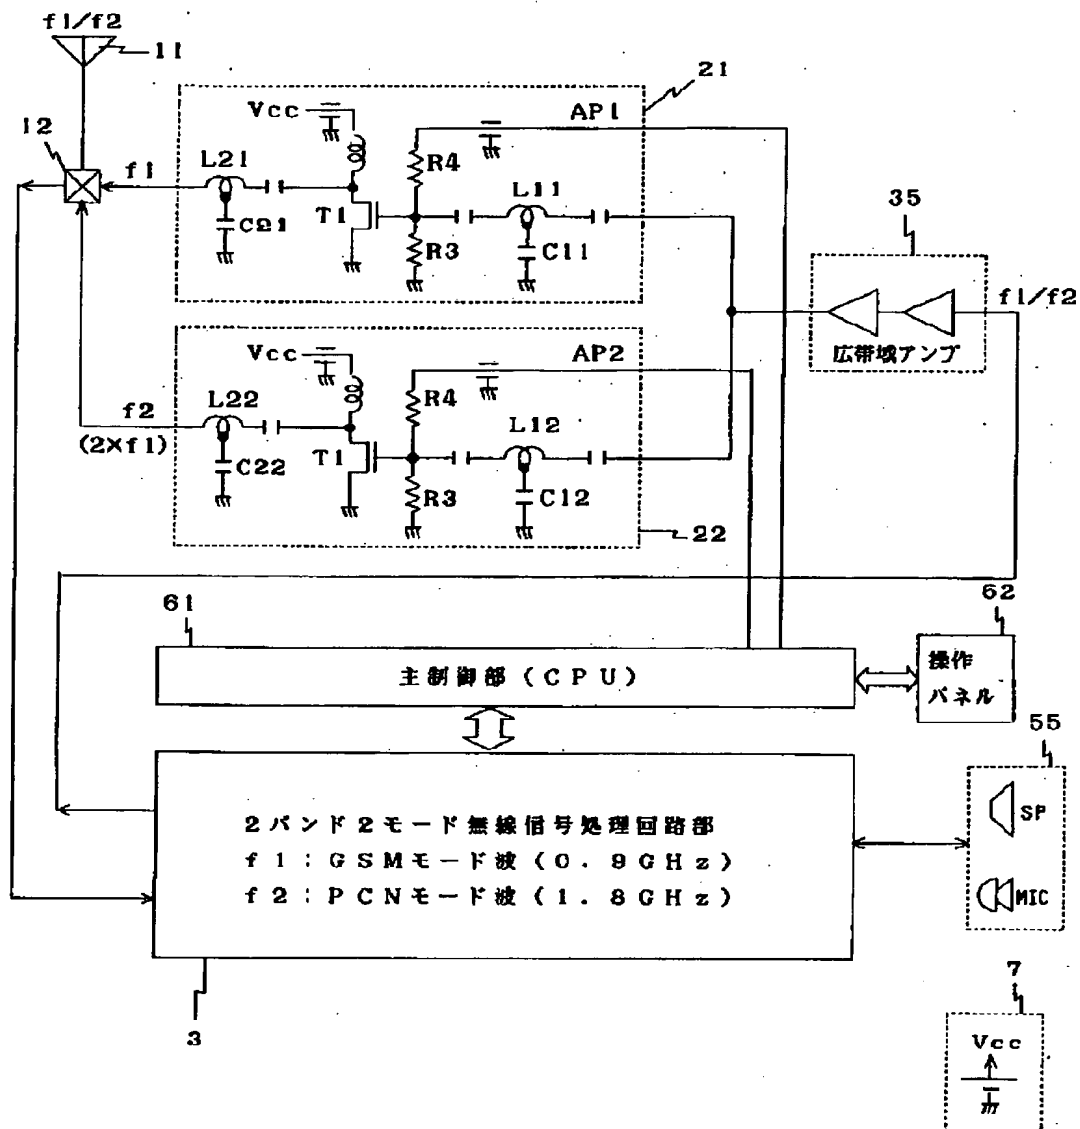 f1/f2
11
21
Vcc
AP1
12
R4
L21
f1
L11
35
T1
C21
C11
R3
f1/f2
広帯域アンプ
Vcc
AP2
R4
L22
f2
(2×f1)
L12
T1
C22
R3
C12
22
61
62
主制御部(CPU)
操作
パネル
55
2バンド2モード無線信号処理回路部
f1:GSMモード波(0.9GHz)
f2:PCNモード波(1.8GHz)
SP
MIC
3
7
Vcc